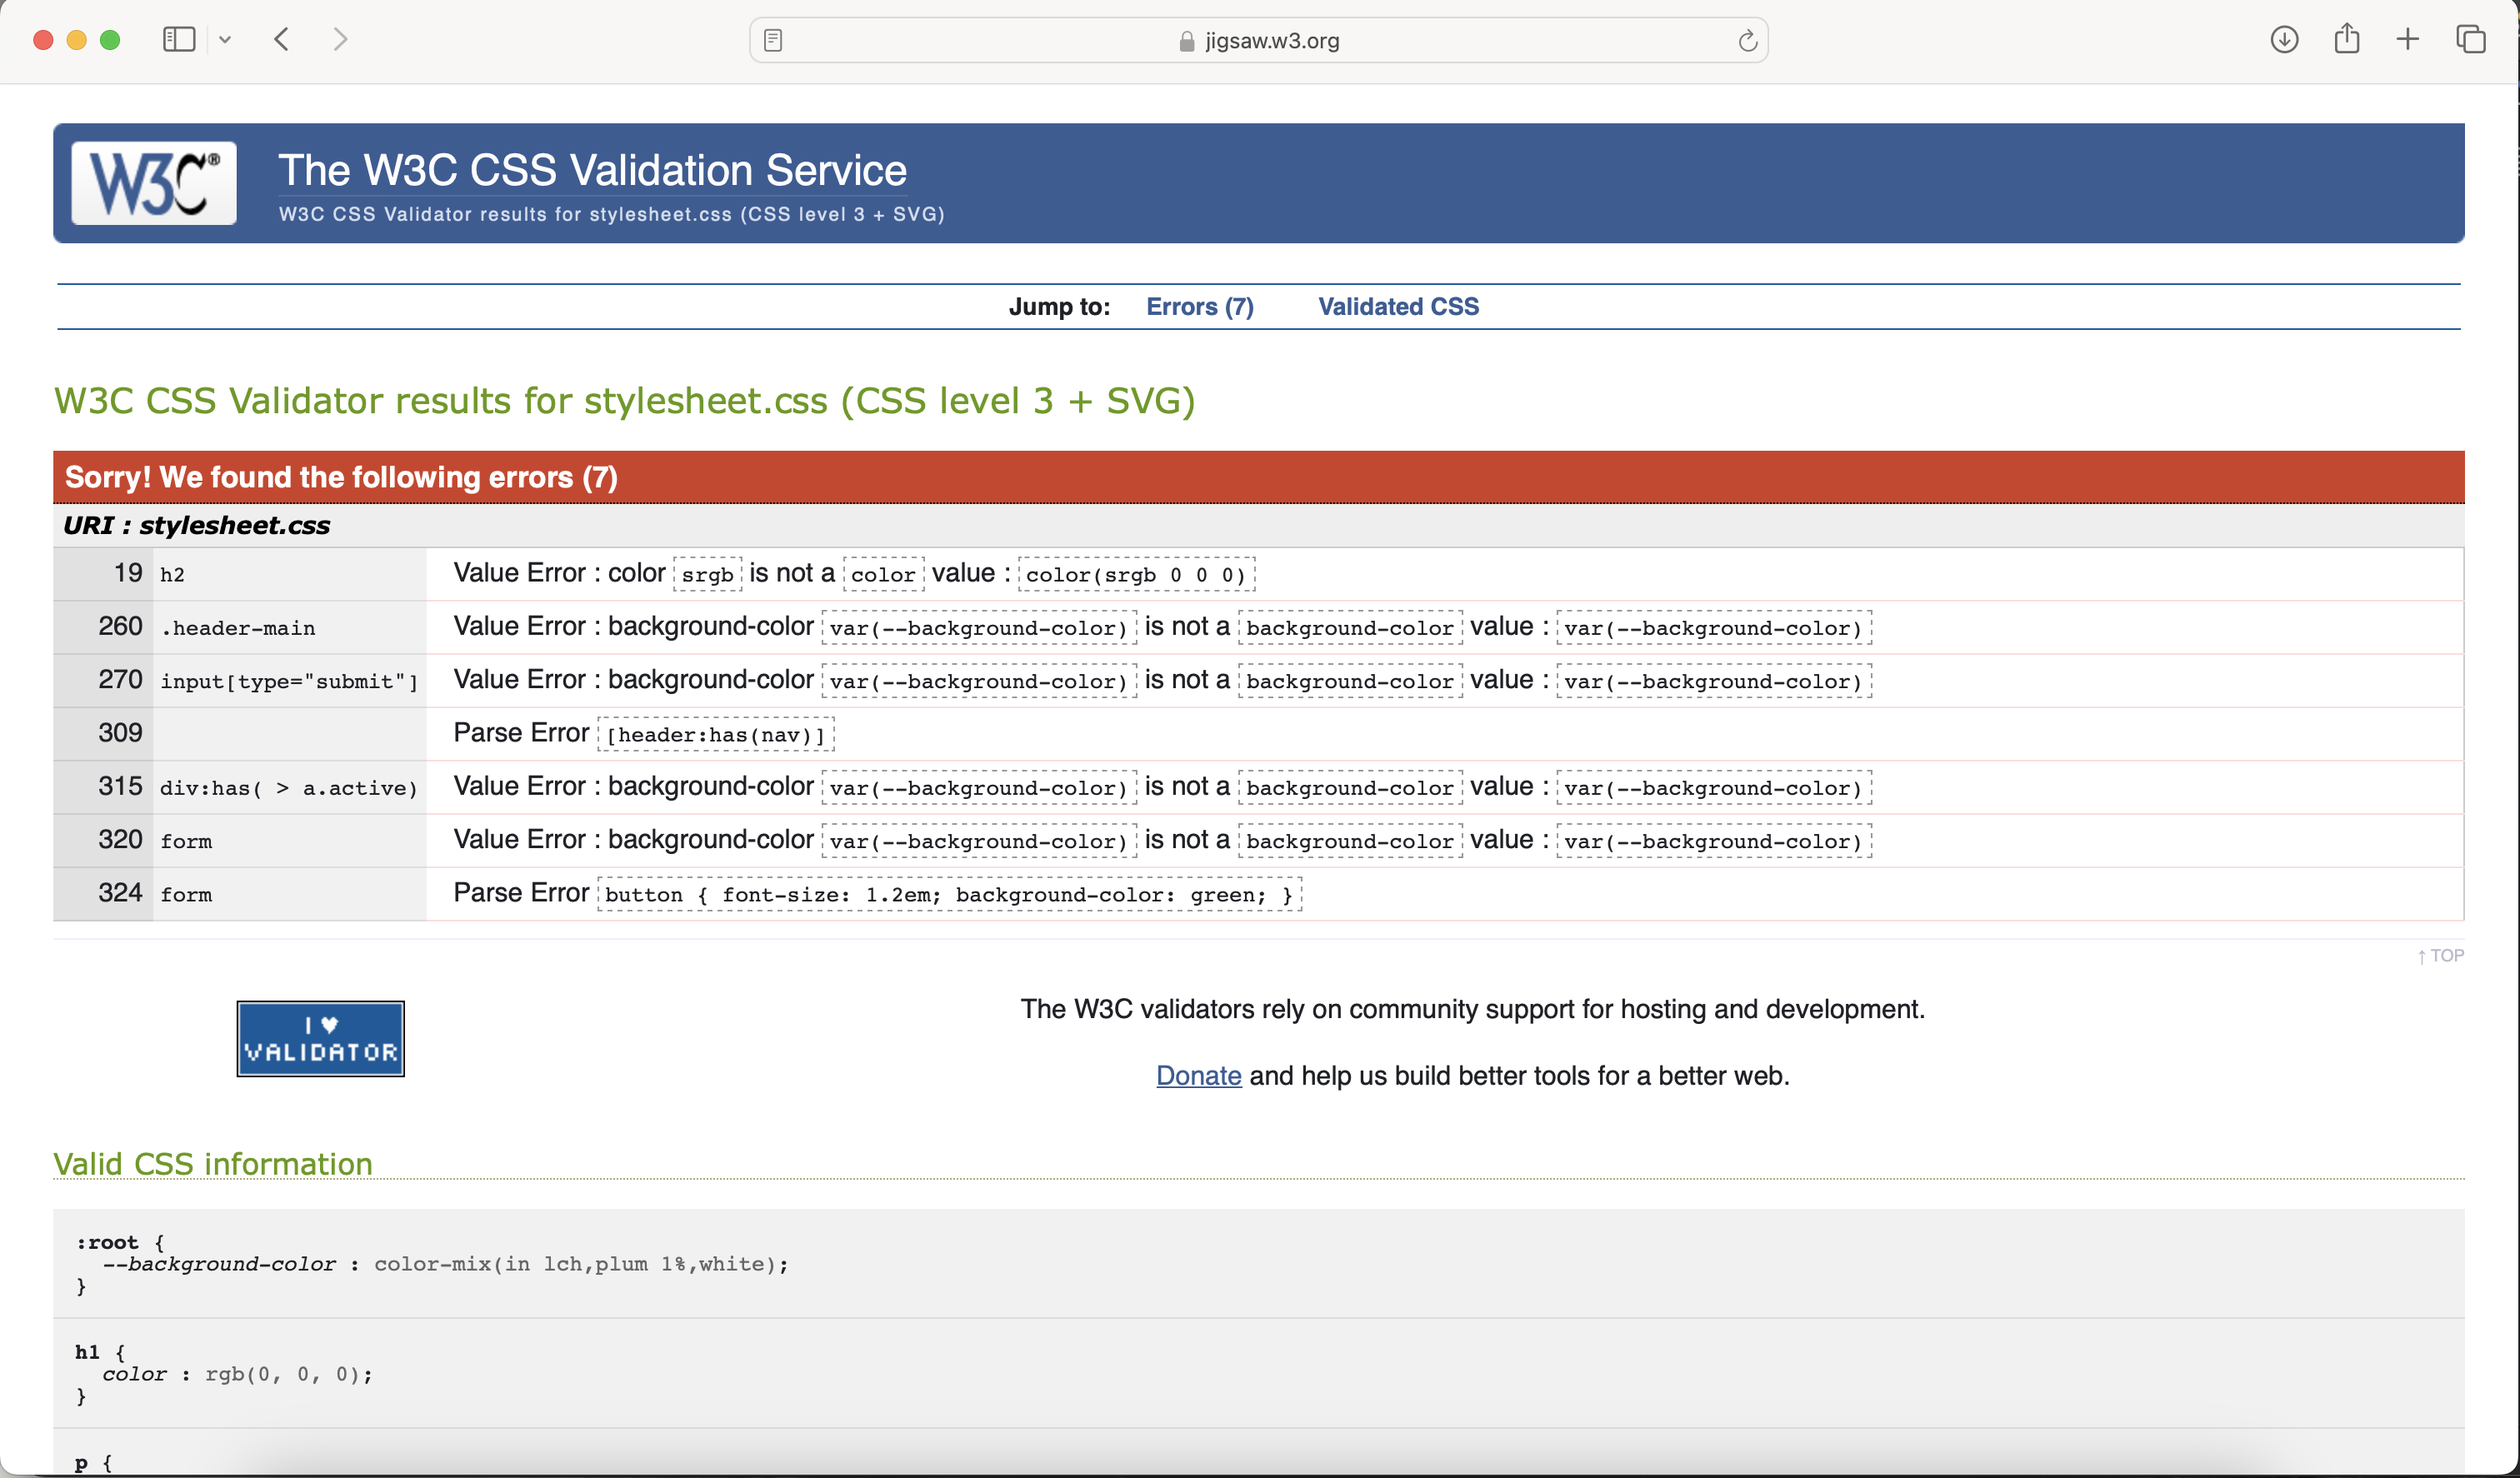 jigsaw.w3.org
W3C®
The W3C CSS Validation Service
W3C CSS Validator results for stylesheet.css (CSS level 3 + SVG)
Jump to: Errors (7) Validated CSS
W3C CSS Validator results for stylesheet.css (CSS level 3 + SVG)
Sorry! We found the following errors (7)
URI : stylesheet.css
19 h2 Value Error : color srgb is not a color value : color(srgb 0 0 0)
260 .header-main Value Error : background-color var(--background-color) is not a background-color value : var(--background-color)
270 input[type="submit"] Value Error : background-color var(--background-color) is not a background-color value : var(--background-color)
309 Parse Error [header:has(nav)]
315 div:has( > a.active) Value Error : background-color var(--background-color) is not a background-color value : var(--background-color)
320 form Value Error : background-color var(--background-color) is not a background-color value : var(--background-color)
324 form Parse Error button { font-size: 1.2em; background-color: green; }
↑ TOP
I ♥
VALIDATOR
The W3C validators rely on community support for hosting and development.
Donate and help us build better tools for a better web.
Valid CSS information
:root {
--background-color : color-mix(in lch,plum 1%,white);
}
h1 {
color : rgb(0, 0, 0);
}
p {